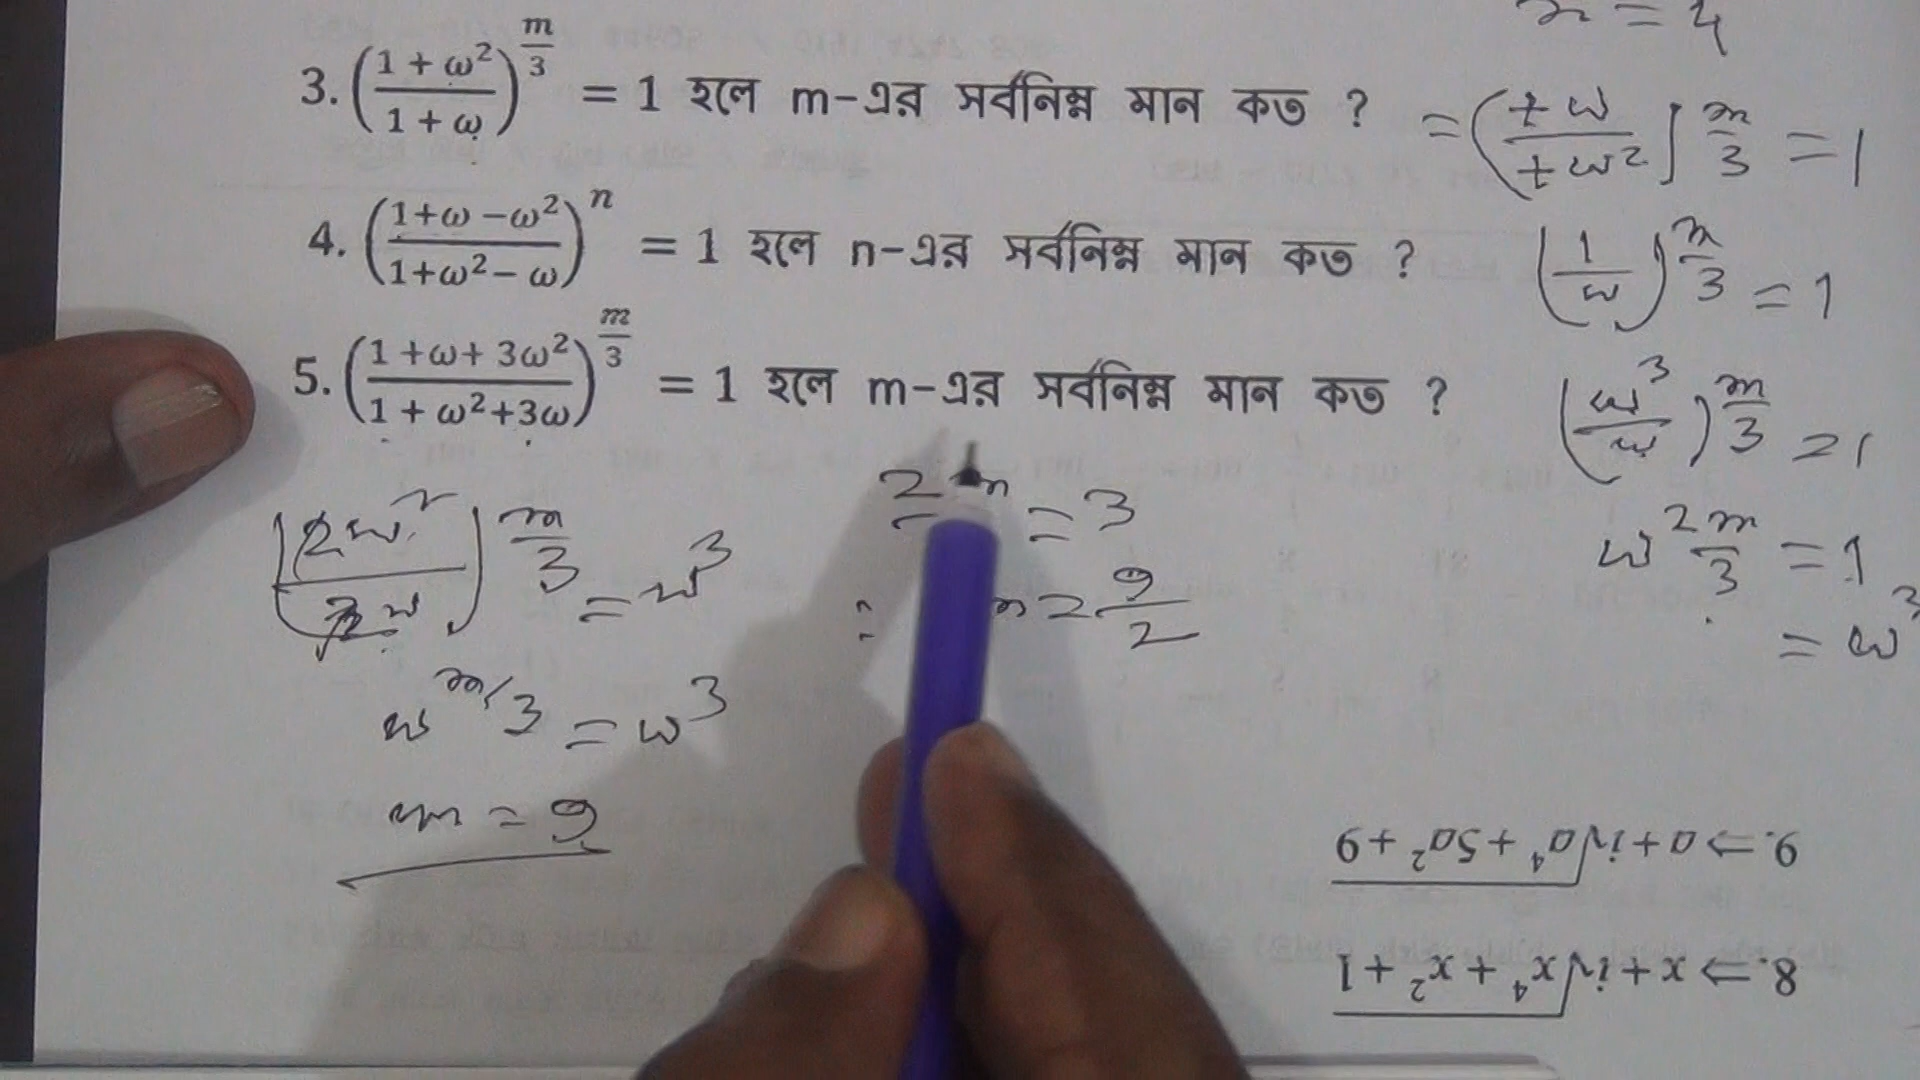 n = 4
3. ((1 + ω²)/(1 + ω))^(m/3) = 1 হলে m-এর সর্বনিম্ন মান কত ?
= (+ω/+ω²)^(m/3) = 1
4. ((1+ω −ω²)/(1+ω²− ω))^n = 1 হলে n-এর সর্বনিম্ন মান কত ?
(1/ω)^(m/3) = 1
5. ((1 +ω+ 3ω²)/(1 + ω²+3ω))^(m/3) = 1 হলে m-এর সর্বনিম্ন মান কত ?
(ω³/ω)^(m/3) = 1
(2ω²/2ω)^(m/3) = ω³
= 3
ω^(2m/3) = 1
= ω³
m = 9/2
ω^(m/3) = ω³
m = 9
9. ⇒ a + i√(a⁴ + 5a² + 9)
8. ⇒ x + i√(x⁴ + x² + 1)